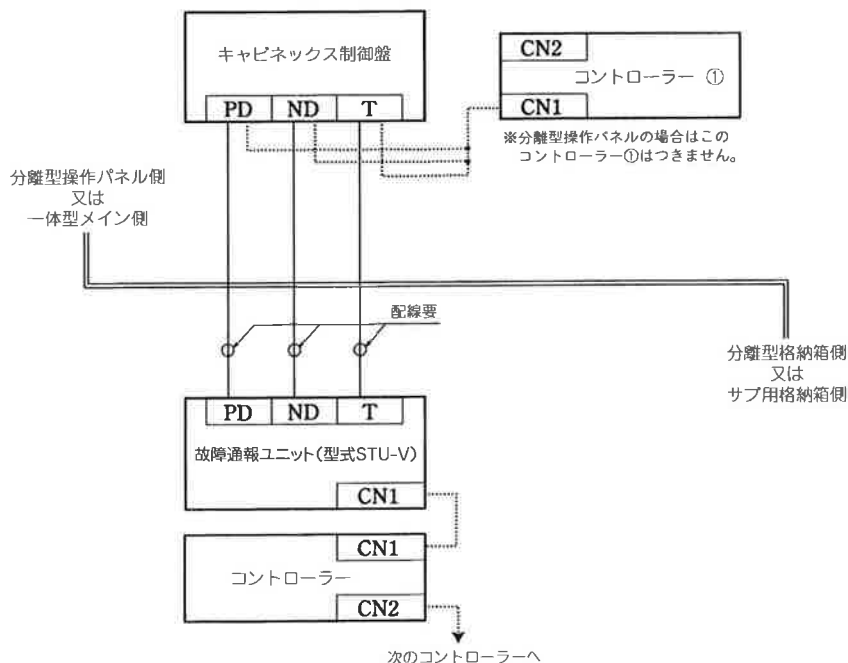 キャビネックス制御盤
PD ND T
CN2
コントローラー ①
CN1
※分離型操作パネルの場合はこの
コントローラー①はつきません。
分離型操作パネル側
又は
一体型メイン側
配線要
分離型格納箱側
又は
サブ用格納箱側
PD ND T
故障通報ユニット(型式STU-V)
CN1
CN1
コントローラー
CN2
次のコントローラーへ